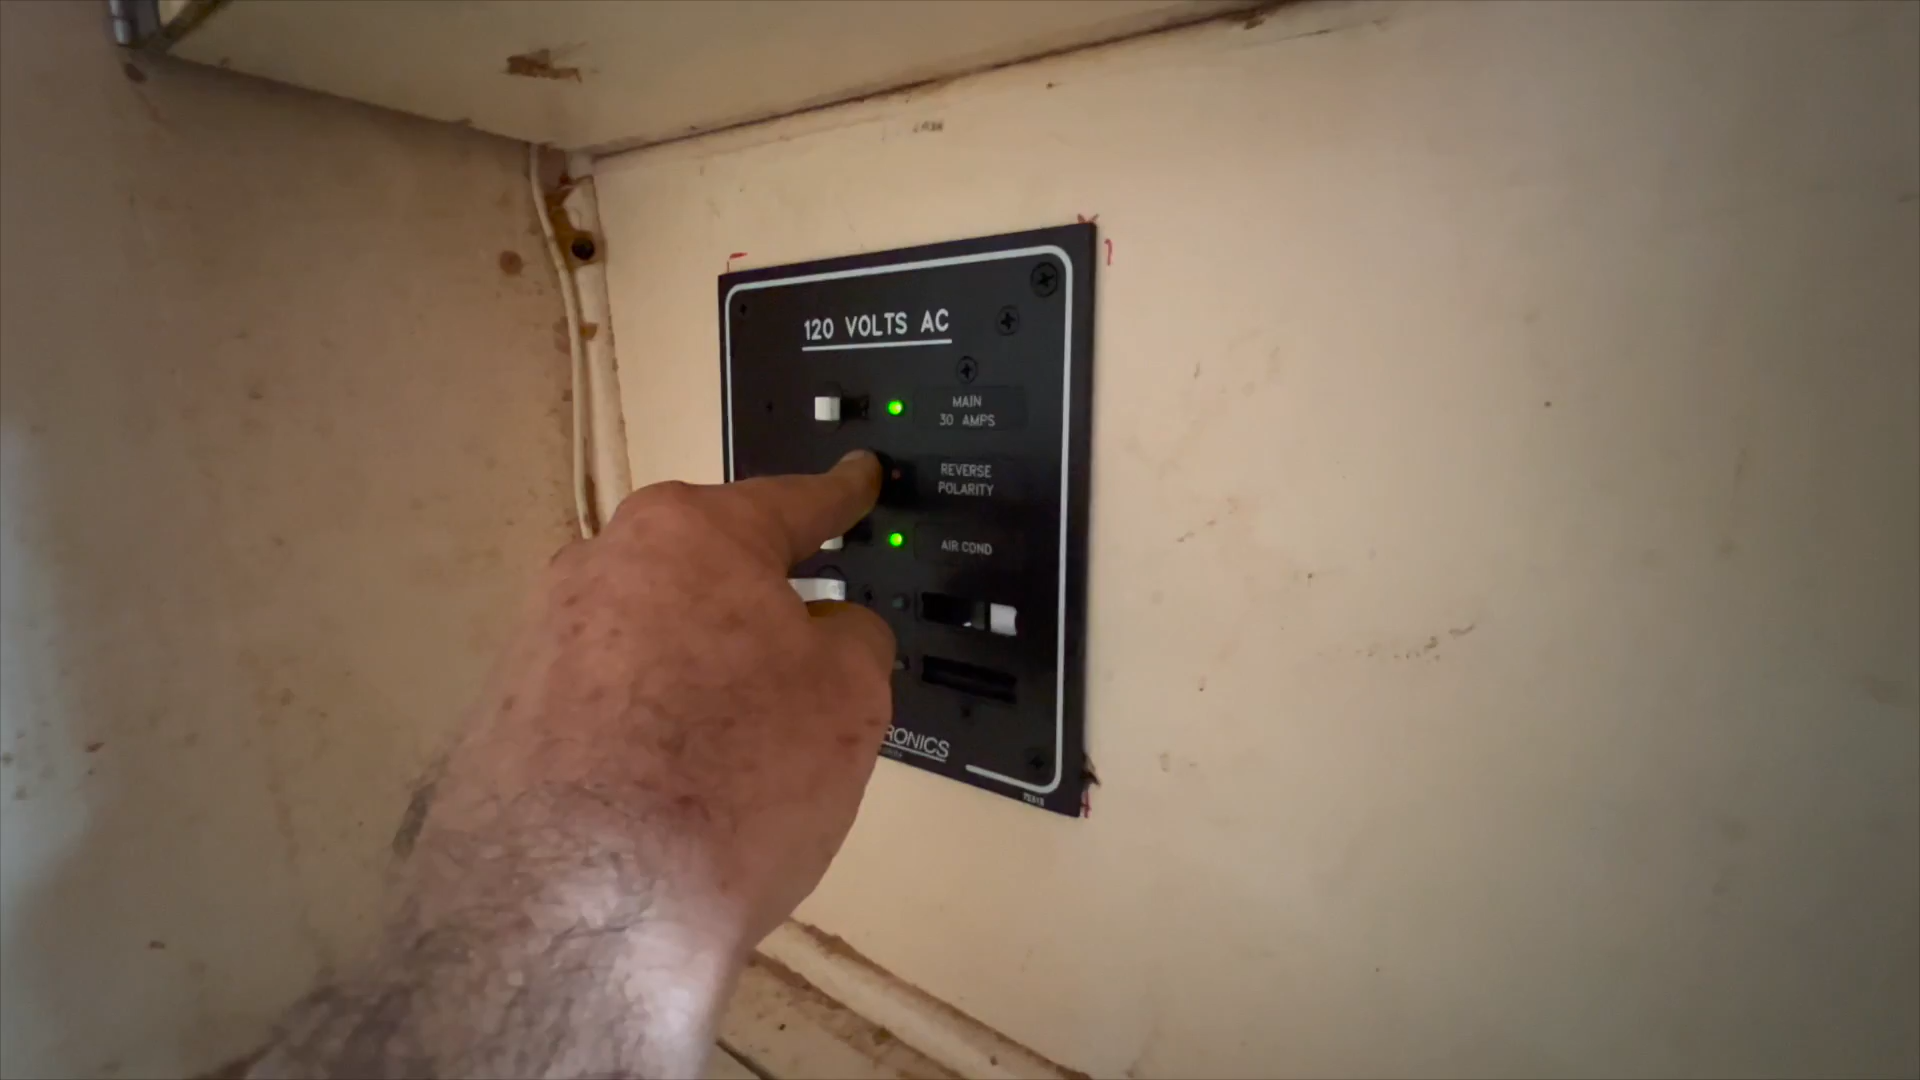 120 VOLTS AC
MAIN
30 AMPS
REVERSE
POLARITY
AIR COND
RONICS